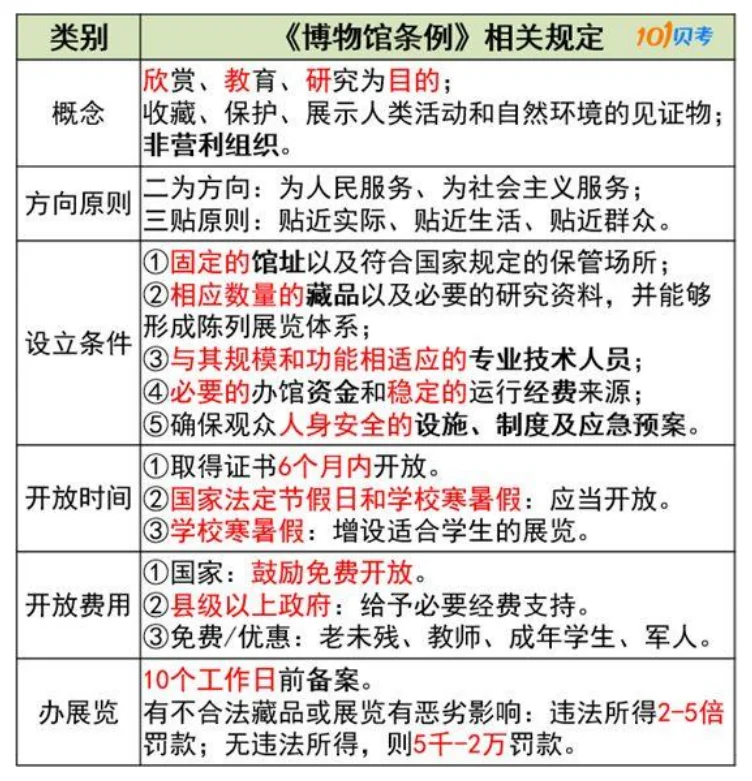 类别
《博物馆条例》相关规定
101贝考
概念
欣赏、教育、研究为目的；
收藏、保护、展示人类活动和自然环境的见证物；
非营利组织。
方向原则
二为方向：为人民服务、为社会主义服务；
三贴原则：贴近实际、贴近生活、贴近群众。
设立条件
①固定的馆址以及符合国家规定的保管场所；
②相应数量的藏品以及必要的研究资料，并能够
形成陈列展览体系；
③与其规模和功能相适应的专业技术人员；
④必要的办馆资金和稳定的运行经费来源；
⑤确保观众人身安全的设施、制度及应急预案。
开放时间
①取得证书6个月内开放。
②国家法定节假日和学校寒暑假：应当开放。
③学校寒暑假：增设适合学生的展览。
开放费用
①国家：鼓励免费开放。
②县级以上政府：给予必要经费支持。
③免费/优惠：老未残、教师、成年学生、军人。
办展览
10个工作日前备案。
有不合法藏品或展览有恶劣影响：违法所得2-5倍
罚款；无违法所得，则5千-2万罚款。